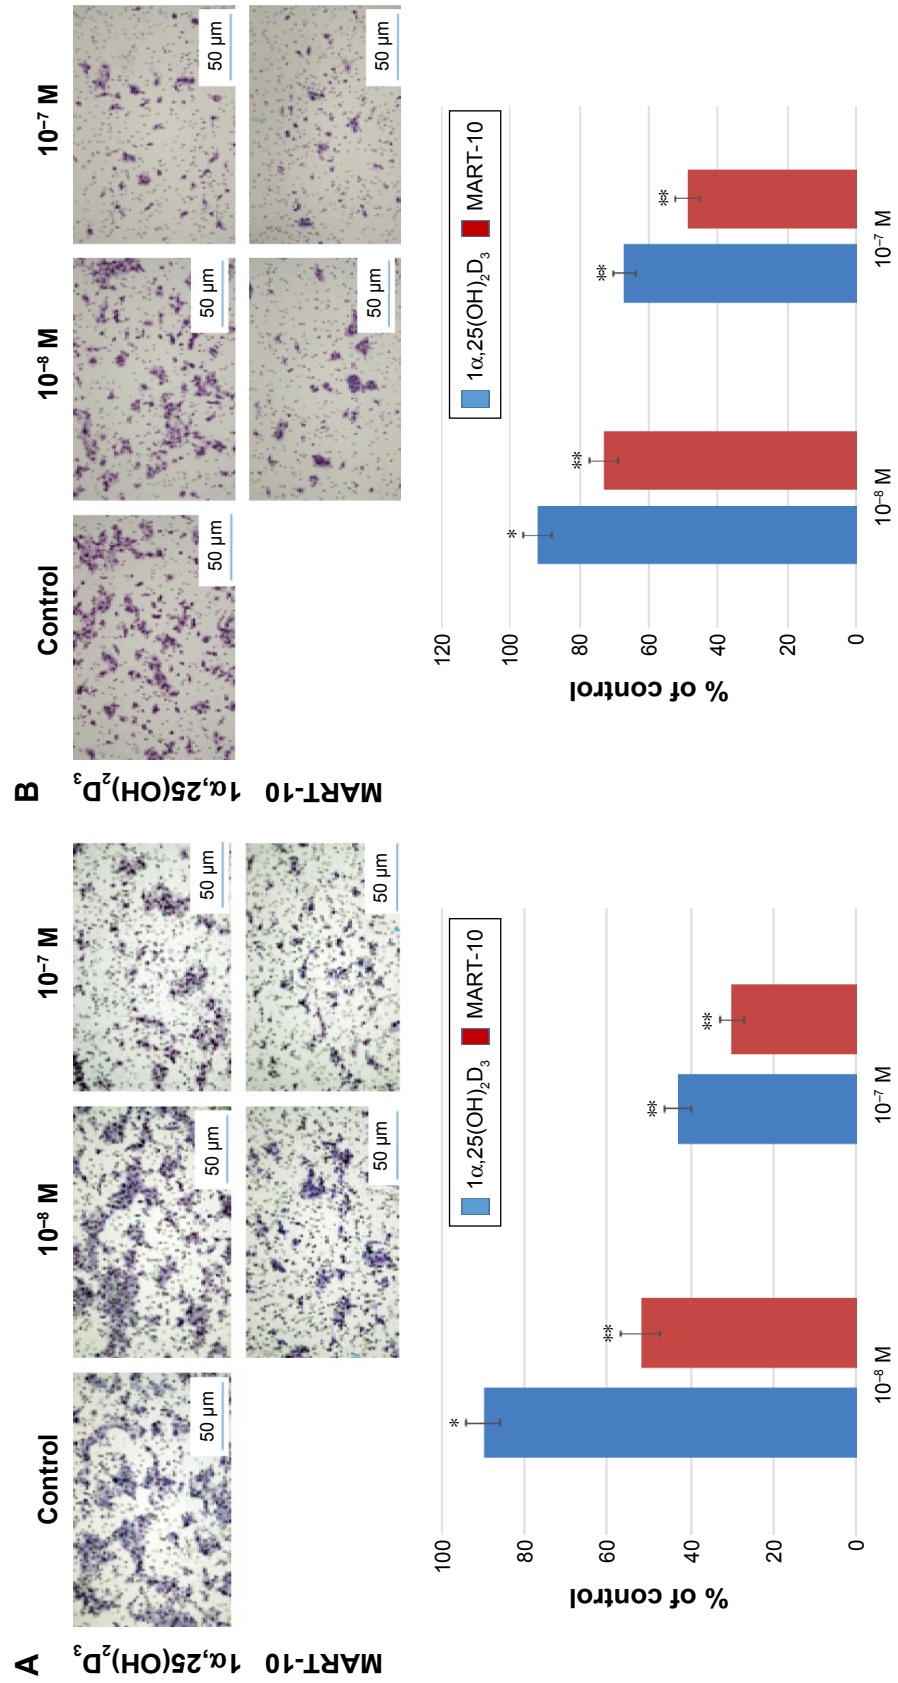 A
Control
10⁻⁸ M
10⁻⁷ M
1α,25(OH)₂D₃
50 µm
50 µm
50 µm
MART-10
50 µm
50 µm
1α,25(OH)₂D₃
MART-10
% of control
100
80
60
40
20
0
*
**
**
**
10⁻⁸ M
10⁻⁷ M
B
Control
10⁻⁸ M
10⁻⁷ M
1α,25(OH)₂D₃
50 µm
50 µm
50 µm
MART-10
50 µm
50 µm
1α,25(OH)₂D₃
MART-10
% of control
120
100
80
60
40
20
0
*
**
**
**
10⁻⁸ M
10⁻⁷ M